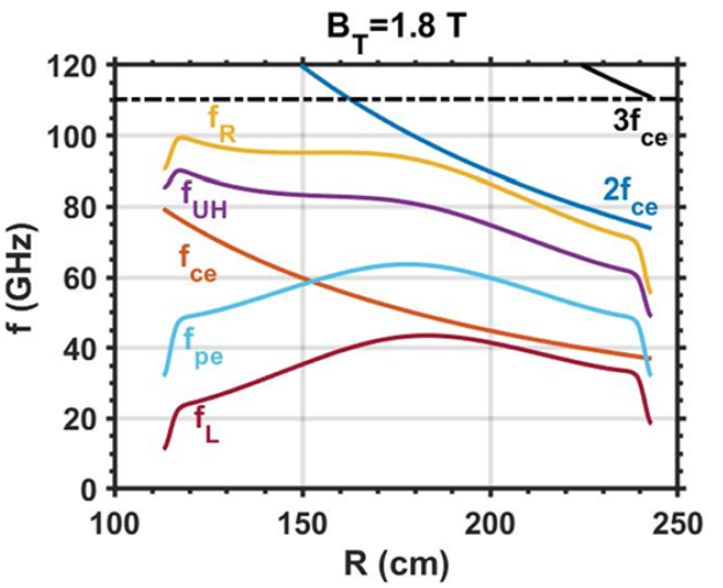 B_T=1.8 T
120
100
80
60
40
20
0
f (GHz)
f_R
3f_ce
f_UH
2f_ce
f_ce
f_pe
f_L
100 150 200 250
R (cm)